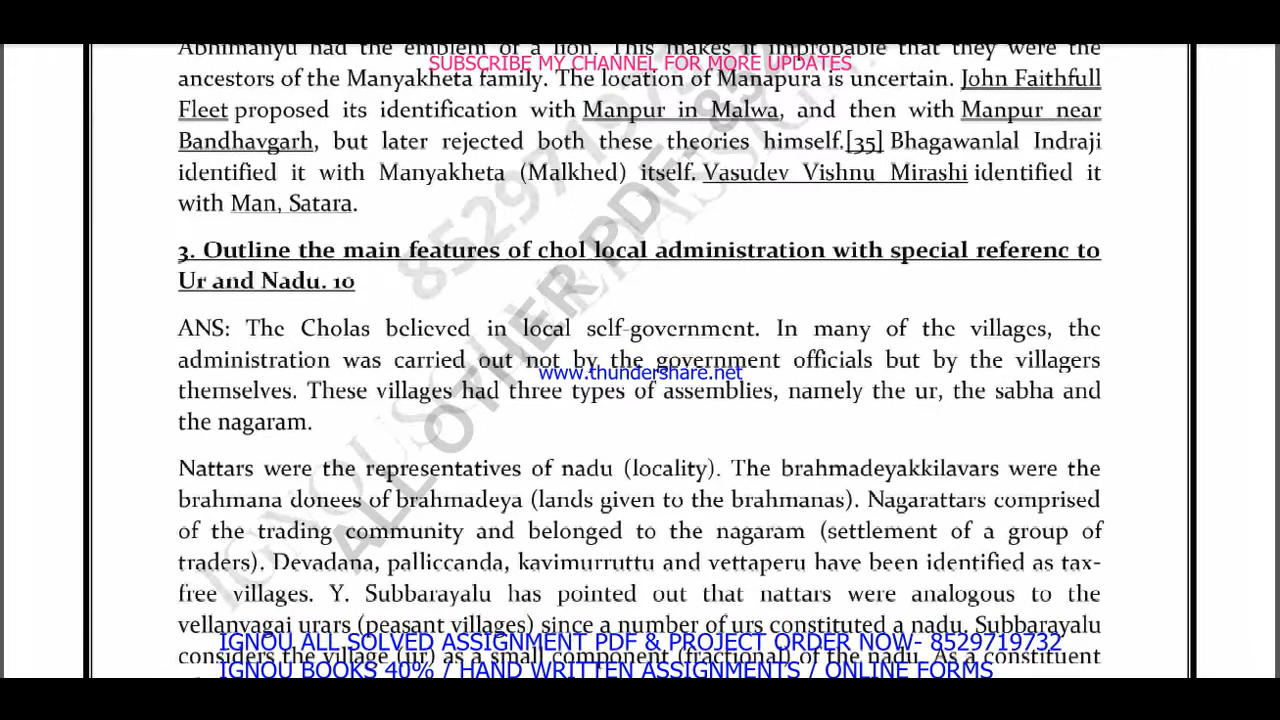 Abhimanyu had the emblem of a lion. This makes it improbable that they were the
SUBSCRIBE MY CHANNEL FOR MORE UPDATES
ancestors of the Manyakheta family. The location of Manapura is uncertain. John Faithfull
Fleet proposed its identification with Manpur in Malwa, and then with Manpur near
Bandhavgarh, but later rejected both these theories himself.[35] Bhagawanlal Indraji
identified it with Manyakheta (Malkhed) itself. Vasudev Vishnu Mirashi identified it
with Man, Satara.
3. Outline the main features of chol local administration with special referenc to
Ur and Nadu. 10
ANS: The Cholas believed in local self-government. In many of the villages, the
administration was carried out not by the government officials but by the villagers
www.thundershare.net
themselves. These villages had three types of assemblies, namely the ur, the sabha and
the nagaram.
Nattars were the representatives of nadu (locality). The brahmadeyakkilavars were the
brahmana donees of brahmadeya (lands given to the brahmanas). Nagarattars comprised
of the trading community and belonged to the nagaram (settlement of a group of
traders). Devadana, palliccanda, kavimurruttu and vettaperu have been identified as tax-
free villages. Y. Subbarayalu has pointed out that nattars were analogous to the
vellanvagai urars (peasant villages) since a number of urs constituted a nadu. Subbarayalu
IGNOU ALL SOLVED ASSIGNMENT PDF & PROJECT ORDER NOW- 8529719732
considers the village (ur) as a small component (fractional) of the nadu. As a constituent
IGNOU BOOKS 40% / HAND WRITTEN ASSIGNMENTS / ONLINE FORMS
ALL OTHER PDF- 852